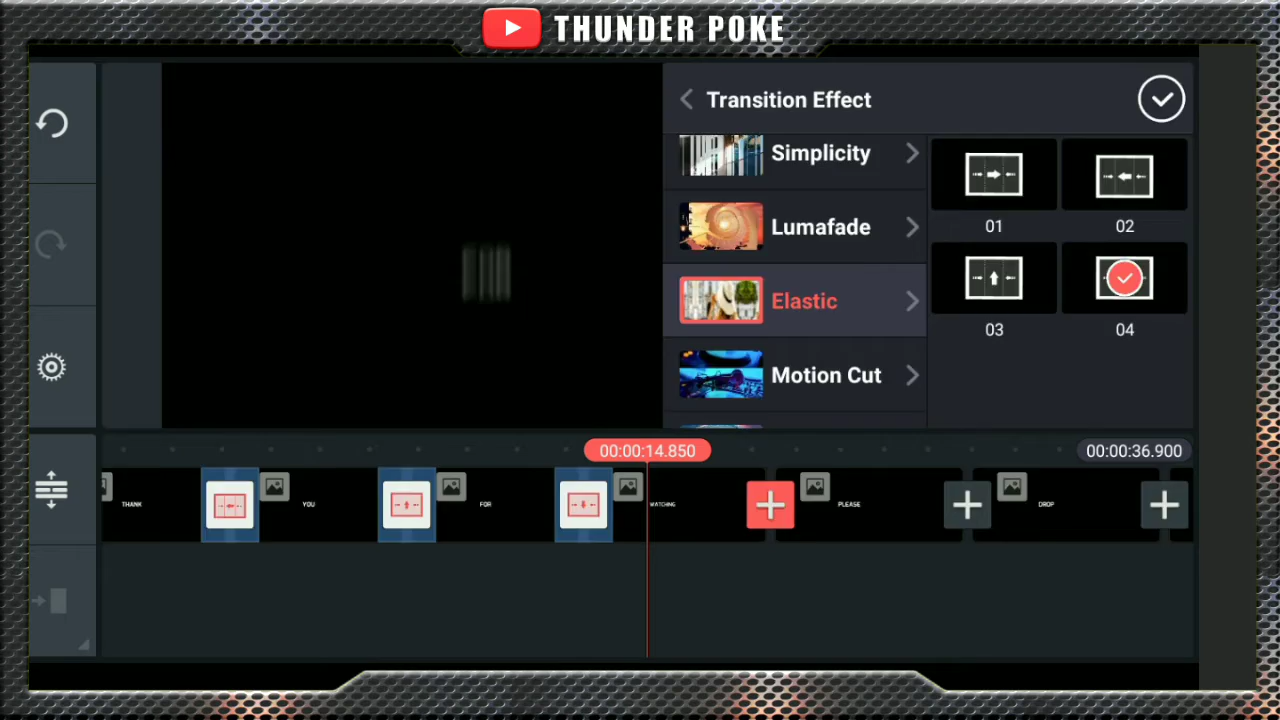 THUNDER POKE
Transition Effect
Simplicity
Lumafade
Elastic
Motion Cut
01
02
03
04
00:00:14.850
00:00:36.900
THANK
YOU
FOR
WATCHING
PLEASE
DROP